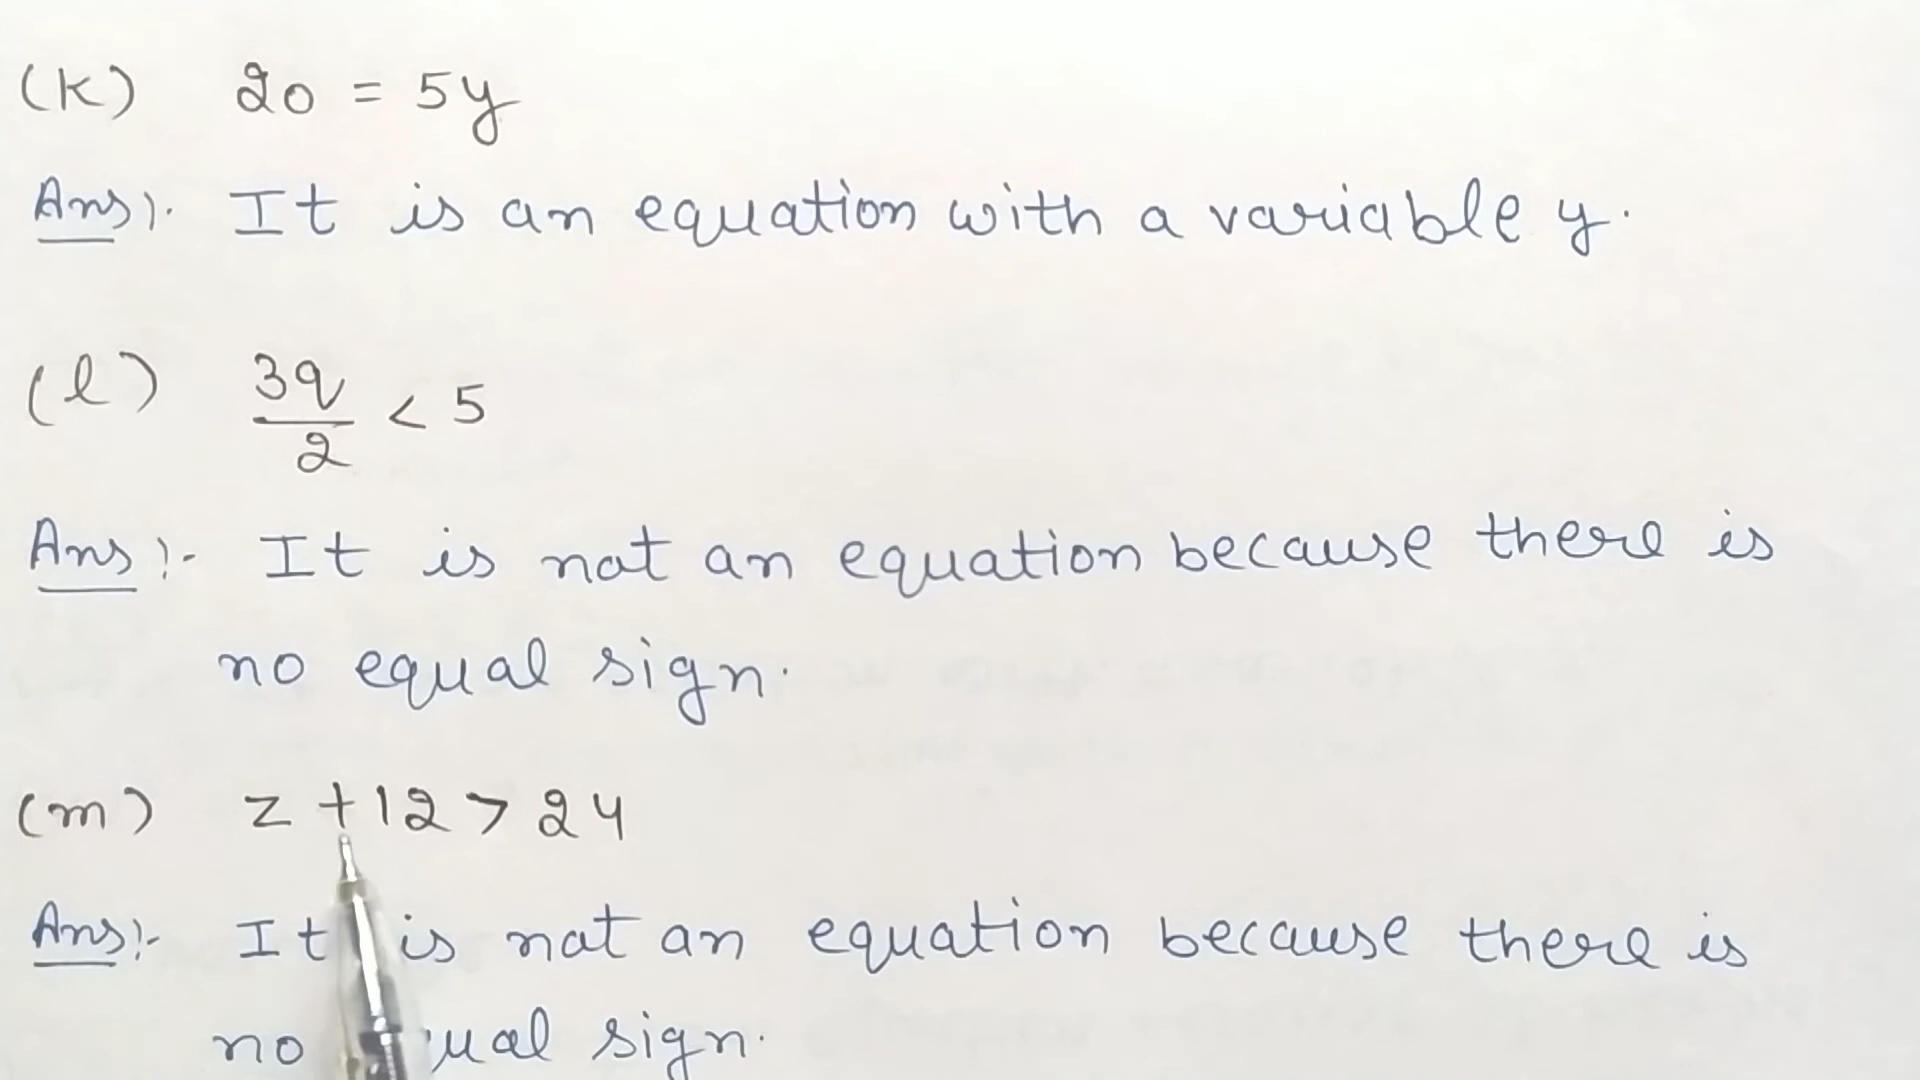 (k) 20 = 5y
Ans:. It is an equation with a variable y.
(l) 3q/2 < 5
Ans:- It is not an equation because there is
no equal sign.
(m) z + 12 > 24
Ans:- It is not an equation because there is
no sign.